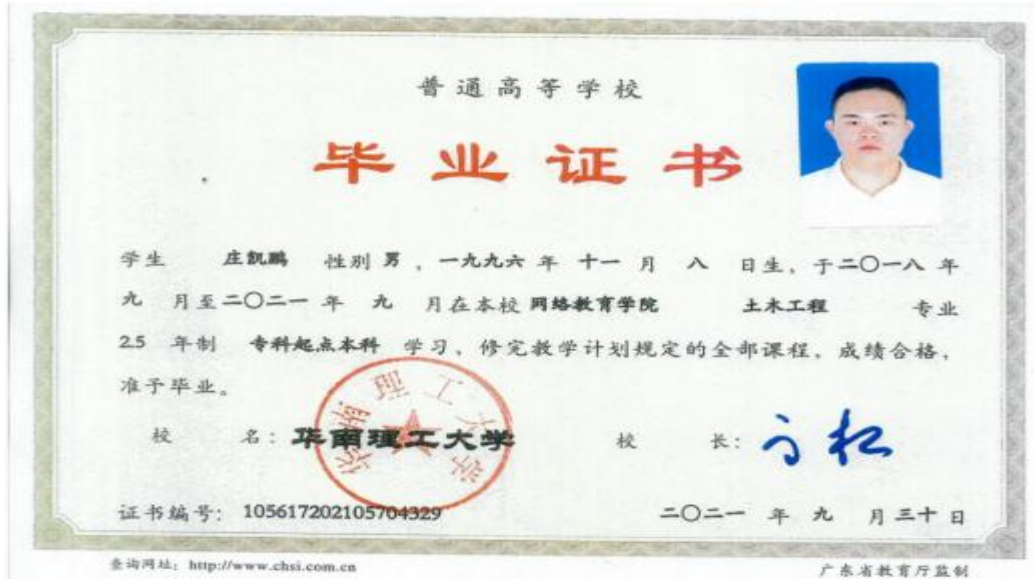 普通高等学校
毕业证书
学生 庄凯鹏 性别 男 ，一九九六 年 十一 月 八 日生，于二〇一八 年
九 月至二〇二一 年 九 月在本校 网络教育学院 土木工程 专业
2.5 年制 专科起点本科 学习，修完教学计划规定的全部课程，成绩合格，
准予毕业。
校 名：华南理工大学 校 长：
华南理工大学
证书编号：105617202105704329 二〇二一 年 九 月三十日
查询网址：http://www.chsi.com.cn 广东省教育厅监制